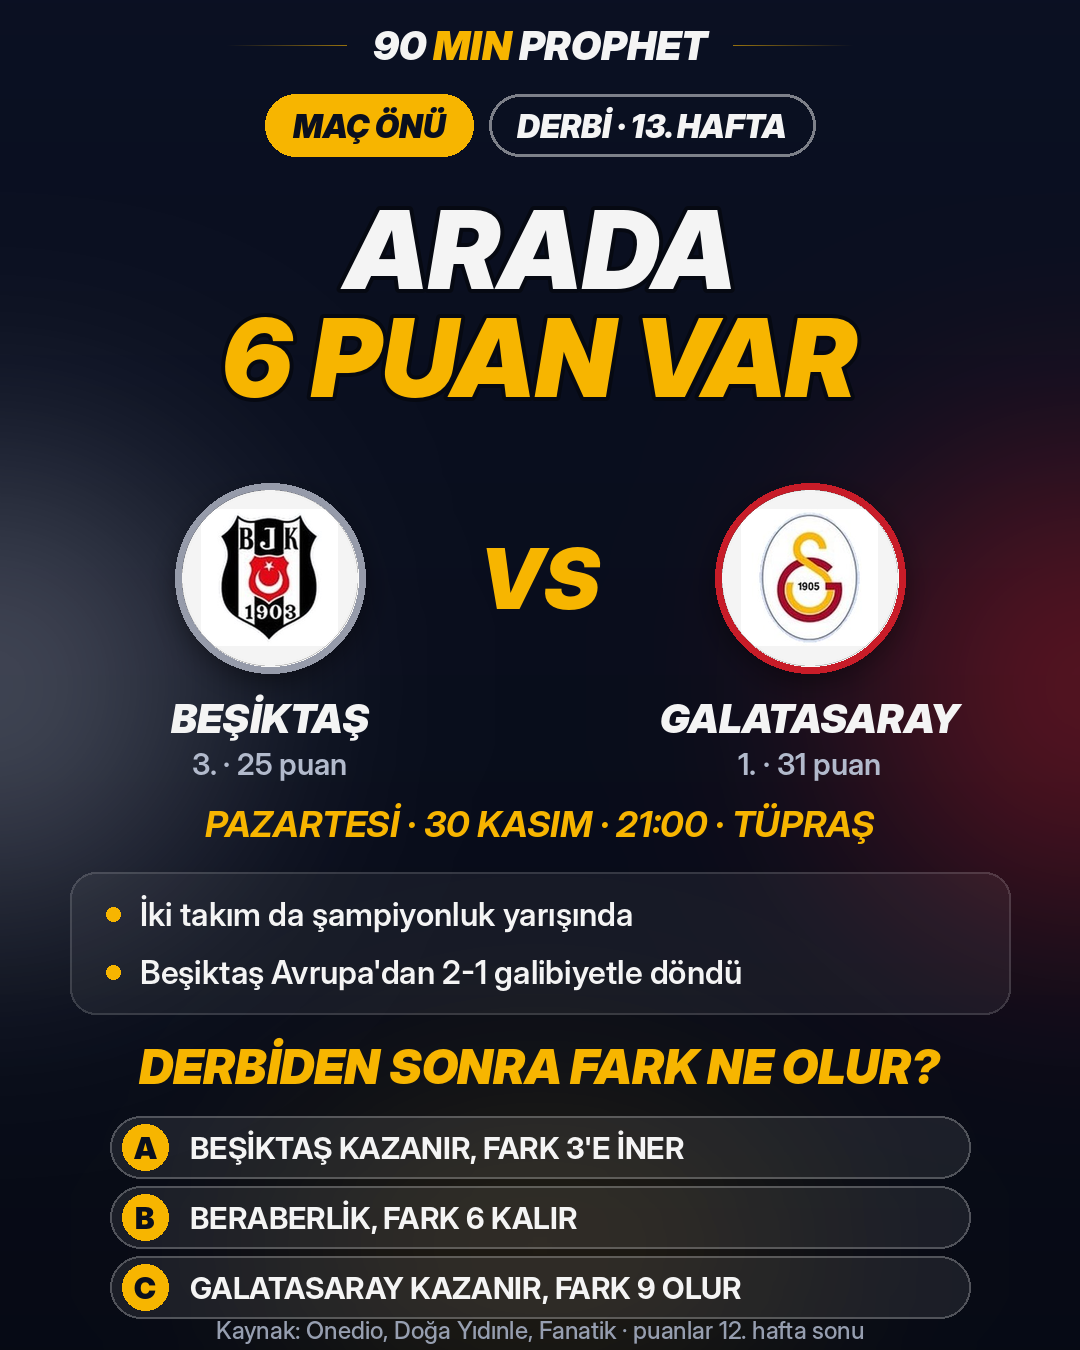 90 MIN PROPHET
MAÇ ÖNÜ
DERBİ · 13. HAFTA
ARADA
6 PUAN VAR
BJK
1903
VS
1905
BEŞİKTAŞ
GALATASARAY
3. · 25 puan
1. · 31 puan
PAZARTESİ · 30 KASIM · 21:00 · TÜPRAŞ
İki takım da şampiyonluk yarışında
Beşiktaş Avrupa'dan 2-1 galibiyetle döndü
DERBİDEN SONRA FARK NE OLUR?
A BEŞİKTAŞ KAZANIR, FARK 3'E İNER
B BERABERLİK, FARK 6 KALIR
C GALATASARAY KAZANIR, FARK 9 OLUR
Kaynak: Onedio, Doğa Yıdınle, Fanatik · puanlar 12. hafta sonu